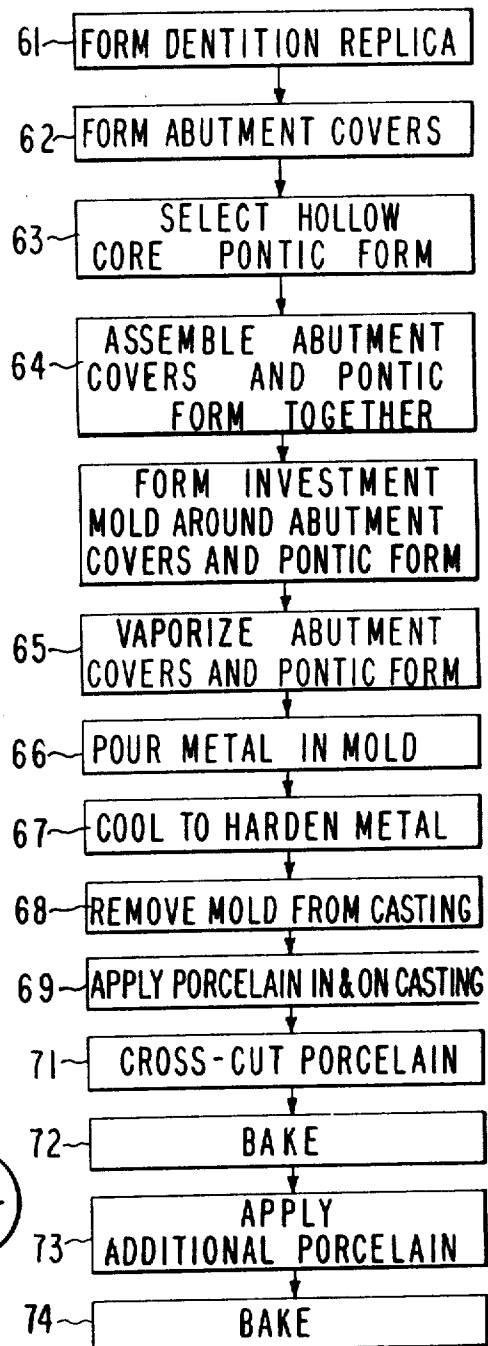 61 FORM DENTITION REPLICA
62 FORM ABUTMENT COVERS
SELECT HOLLOW
63 CORE PONTIC FORM
ASSEMBLE ABUTMENT
64 COVERS AND PONTIC
FORM TOGETHER
FORM INVESTMENT
MOLD AROUND ABUTMENT
COVERS AND PONTIC FORM
65 VAPORIZE ABUTMENT
COVERS AND PONTIC FORM
66 POUR METAL IN MOLD
67 COOL TO HARDEN METAL
68 REMOVE MOLD FROM CASTING
69 APPLY PORCELAIN IN & ON CASTING
71 CROSS-CUT PORCELAIN
72 BAKE
APPLY
73 ADDITIONAL PORCELAIN
74 BAKE